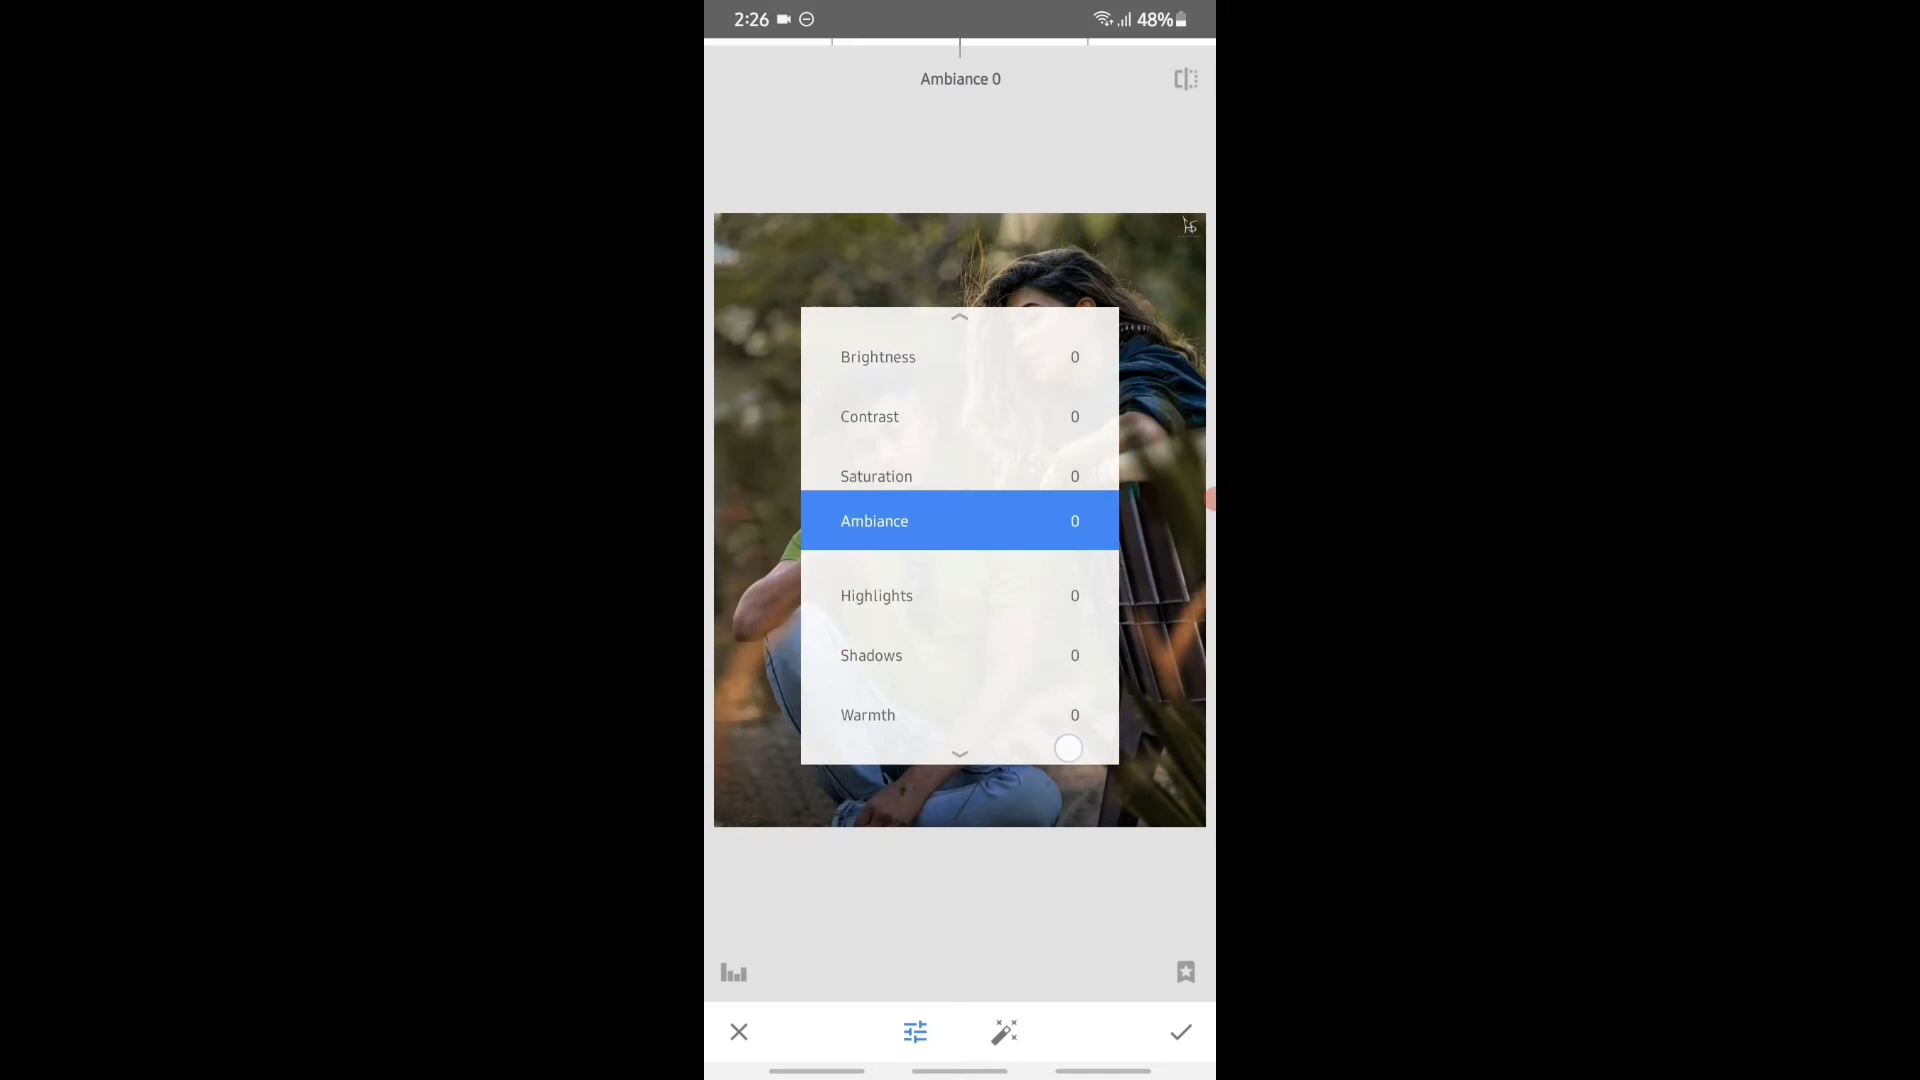 2:26 48%
Ambiance 0
Brightness 0
Contrast 0
Saturation 0
Ambiance 0
Highlights 0
Shadows 0
Warmth 0